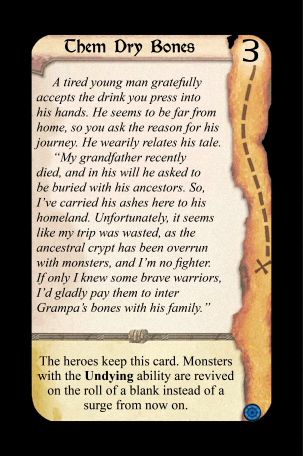 Them Dry Bones
3
A tired young man gratefully
accepts the drink you press into
his hands. He seems to be far from
home, so you ask the reason for his
journey. He wearily relates his tale.
“My grandfather recently
died, and in his will he asked to
be buried with his ancestors. So,
I’ve carried his ashes here to his
homeland. Unfortunately, it seems
like my trip was wasted, as the
ancestral crypt has been overrun
with monsters, and I’m no fighter.
If only I knew some brave warriors,
I’d gladly pay them to inter
Grampa’s bones with his family.”
The heroes keep this card. Monsters
with the Undying ability are revived
on the roll of a blank instead of a
surge from now on.